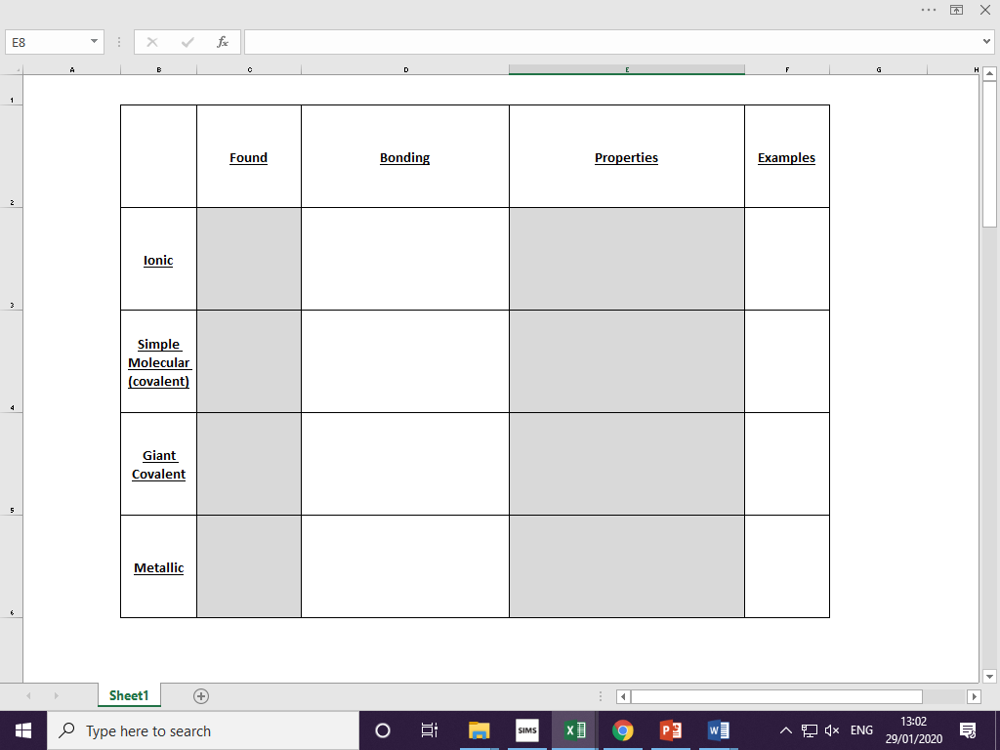 E8
fx
A B C D E F G H
1
Found Bonding Properties Examples
2
Ionic
3
Simple
Molecular
(covalent)
4
Giant
Covalent
5
Metallic
6
Sheet1
Type here to search
SIMS
ENG
13:02
29/01/2020